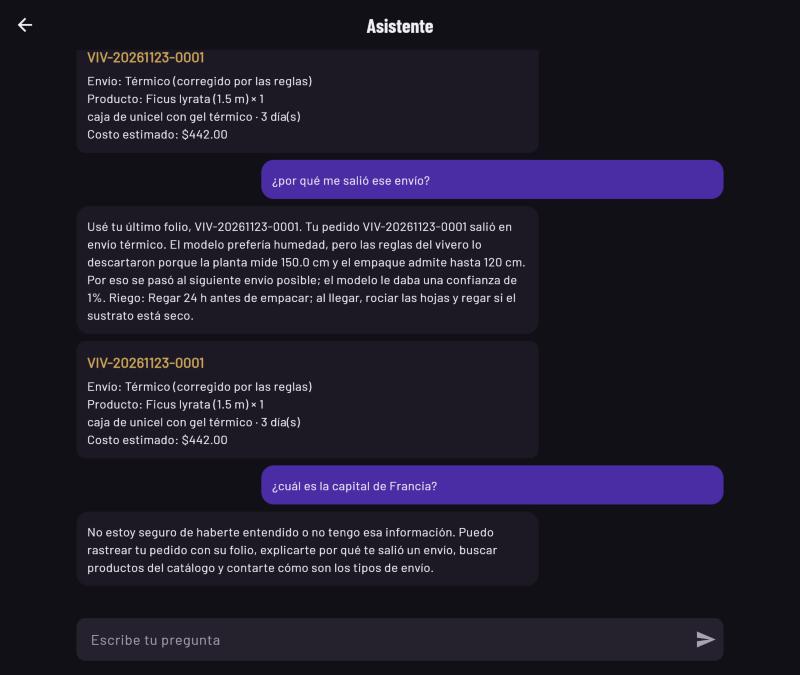 Asistente
VIV-20261123-0001
Envío: Térmico (corregido por las reglas)
Producto: Ficus lyrata (1.5 m) × 1
caja de unicel con gel térmico · 3 día(s)
Costo estimado: $442.00
¿por qué me salió ese envío?
Usé tu último folio, VIV-20261123-0001. Tu pedido VIV-20261123-0001 salió en
envío térmico. El modelo prefería humedad, pero las reglas del vivero lo
descartaron porque la planta mide 150.0 cm y el empaque admite hasta 120 cm.
Por eso se pasó al siguiente envío posible; el modelo le daba una confianza de
1%. Riego: Regar 24 h antes de empacar; al llegar, rociar las hojas y regar si el
sustrato está seco.
VIV-20261123-0001
Envío: Térmico (corregido por las reglas)
Producto: Ficus lyrata (1.5 m) × 1
caja de unicel con gel térmico · 3 día(s)
Costo estimado: $442.00
¿cuál es la capital de Francia?
No estoy seguro de haberte entendido o no tengo esa información. Puedo
rastrear tu pedido con su folio, explicarte por qué te salió un envío, buscar
productos del catálogo y contarte cómo son los tipos de envío.
Escribe tu pregunta